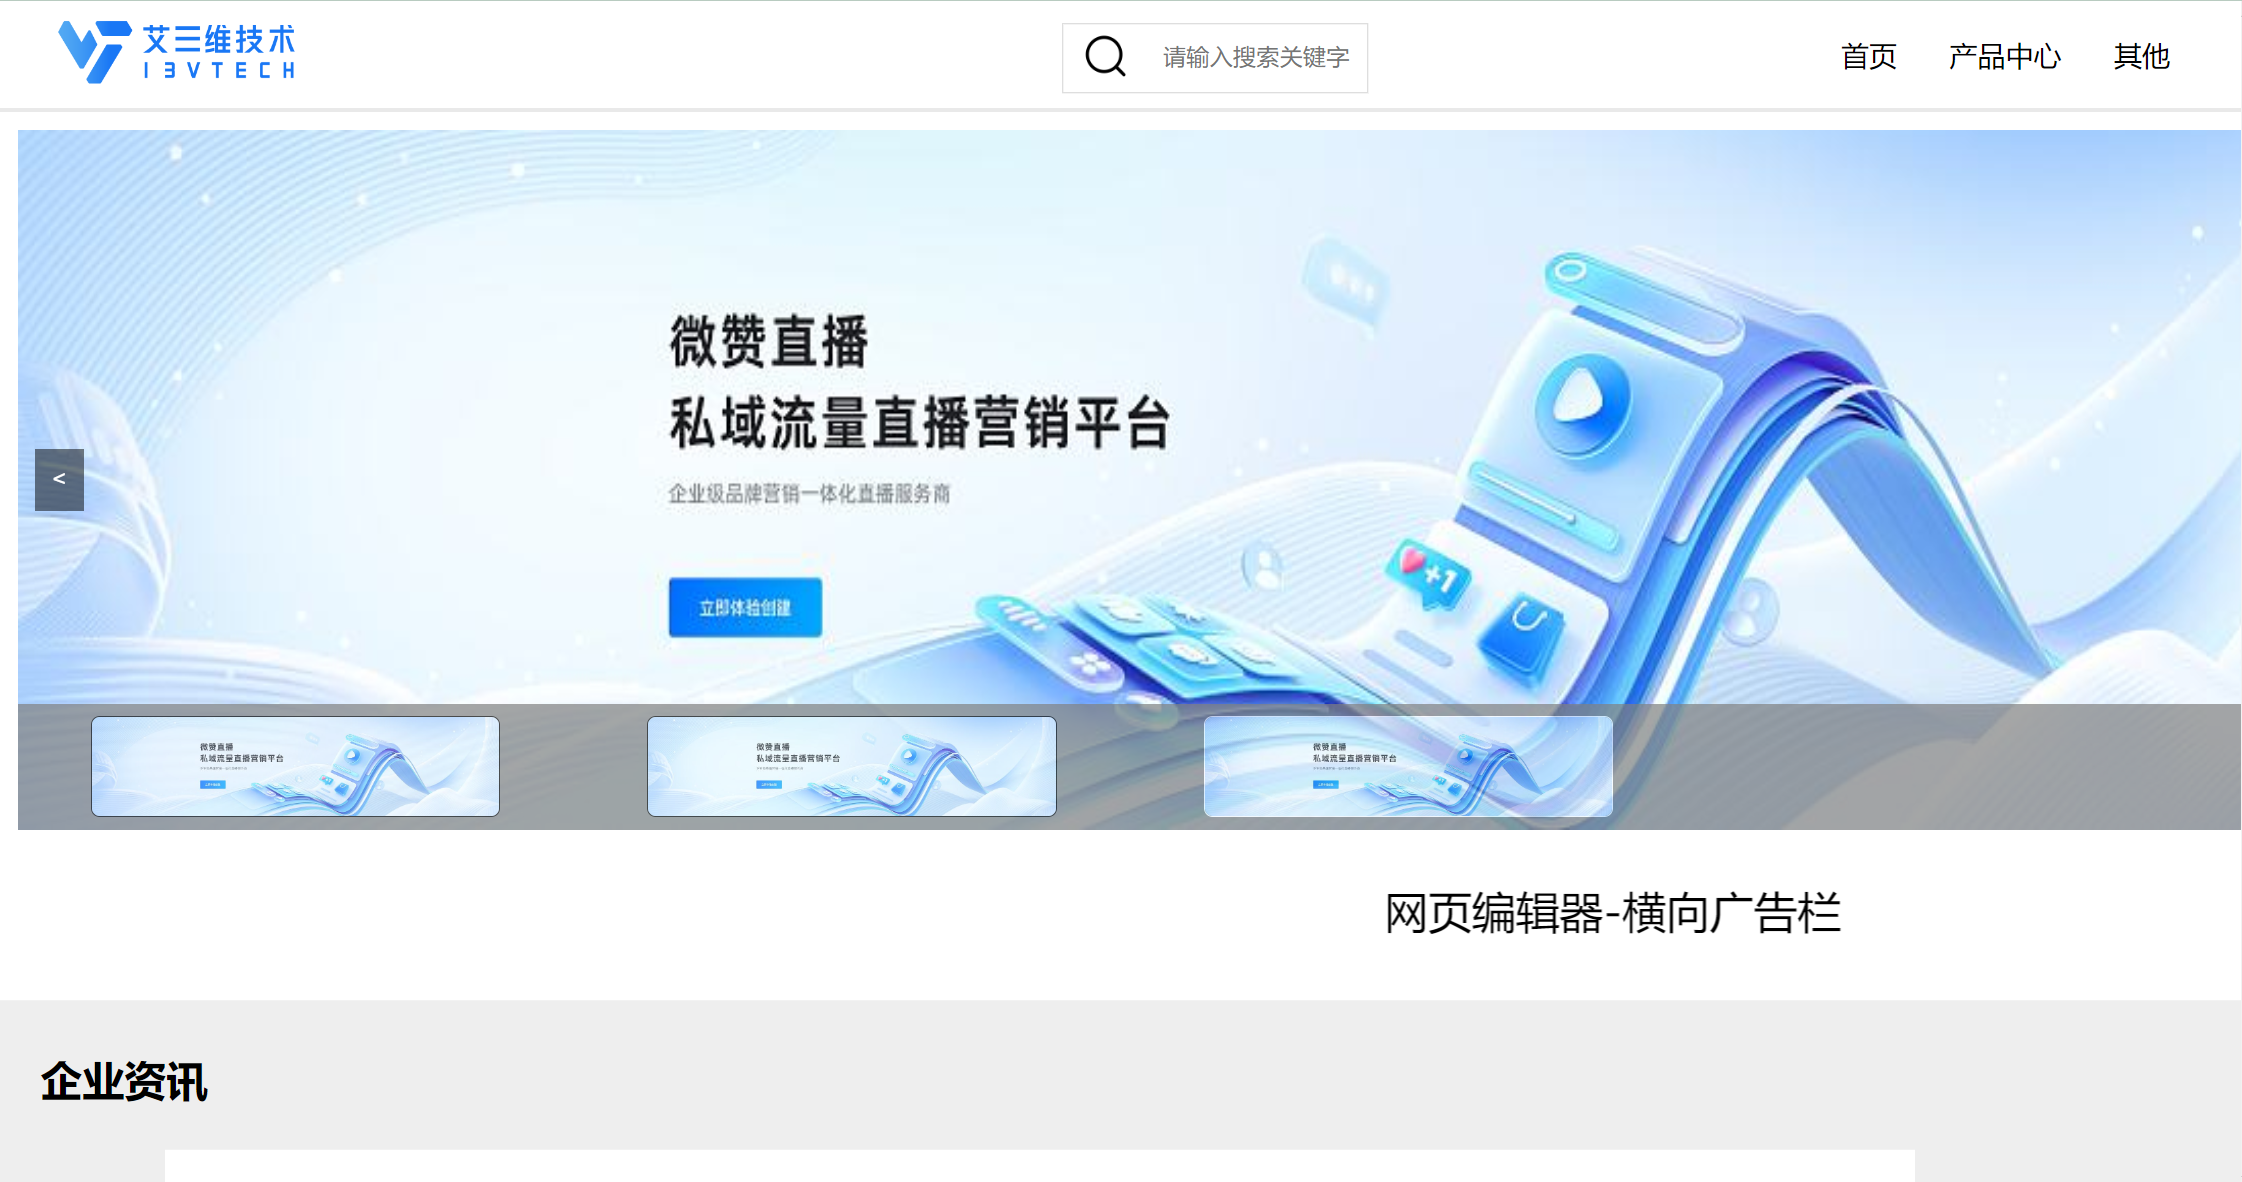 艾三维技术
I3VTECH
请输入搜索关键字
首页 产品中心 其他
微赞直播
私域流量直播营销平台
企业级品牌营销一体化直播服务商
<
+1
立即体验创建
微赞直播
私域流量直播营销平台
微赞直播
私域流量直播营销平台
微赞直播
私域流量直播营销平台
网页编辑器-横向广告栏
企业资讯